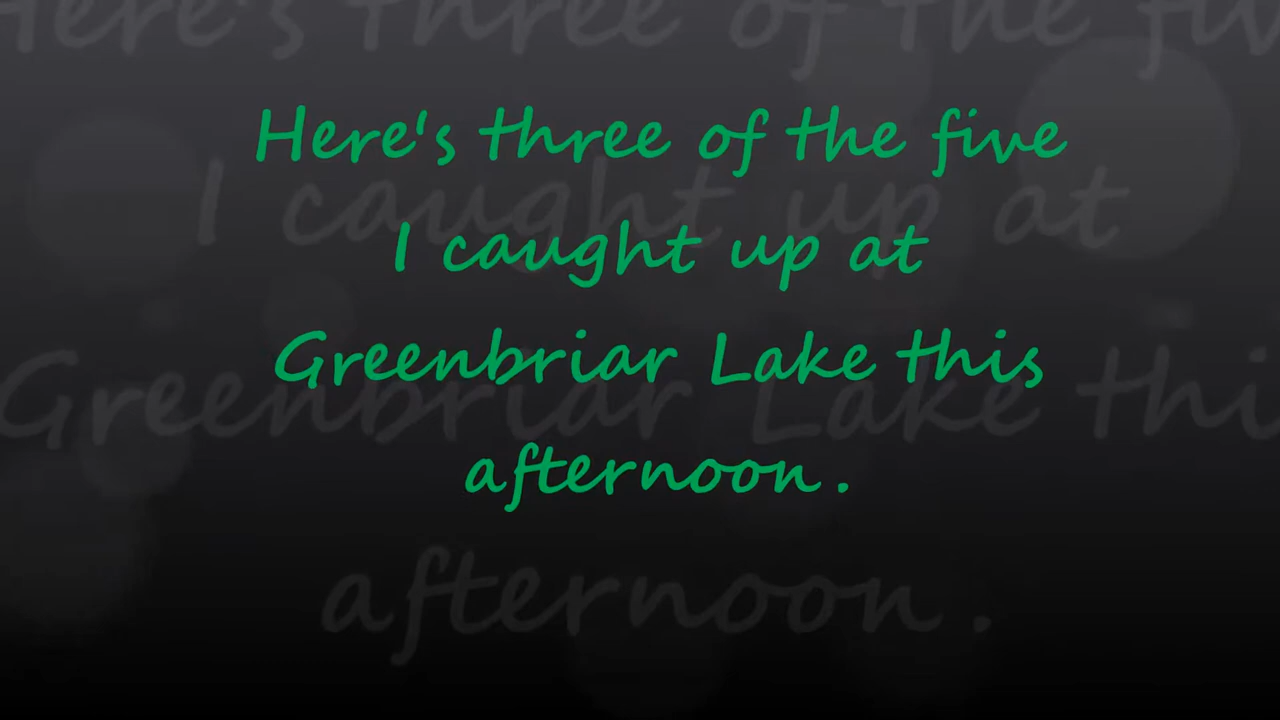 Here's three of the five
I caught up at
Greenbriar Lake this
afternoon.